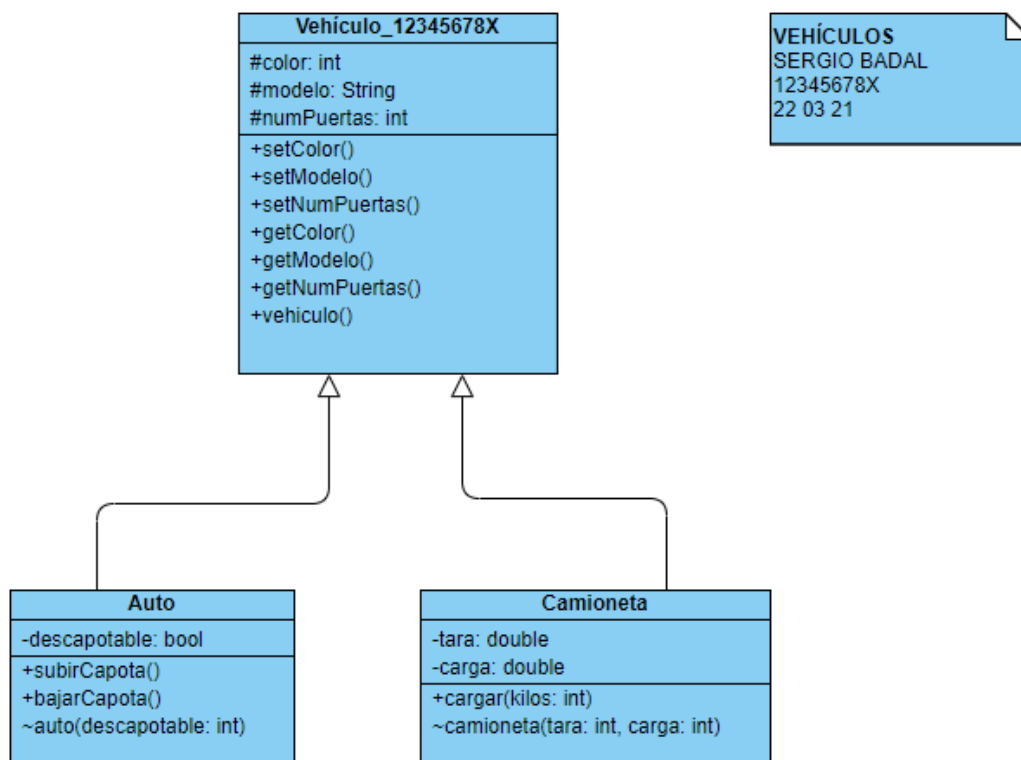 Vehículo_12345678X
#color: int
#modelo: String
#numPuertas: int
+setColor()
+setModelo()
+setNumPuertas()
+getColor()
+getModelo()
+getNumPuertas()
+vehiculo()
VEHÍCULOS
SERGIO BADAL
12345678X
22 03 21
Auto
-descapotable: bool
+subirCapota()
+bajarCapota()
~auto(descapotable: int)
Camioneta
-tara: double
-carga: double
+cargar(kilos: int)
~camioneta(tara: int, carga: int)